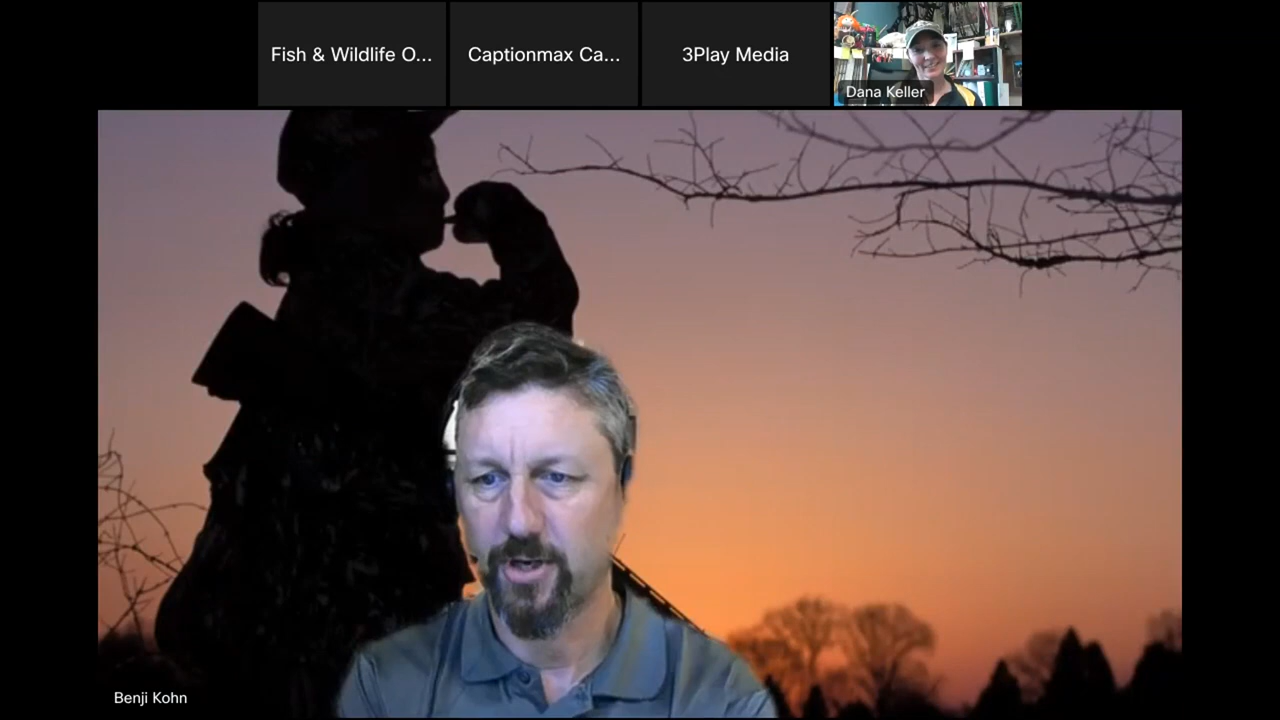 Fish & Wildlife O...
Captionmax Ca...
3Play Media
Dana Keller
Benji Kohn